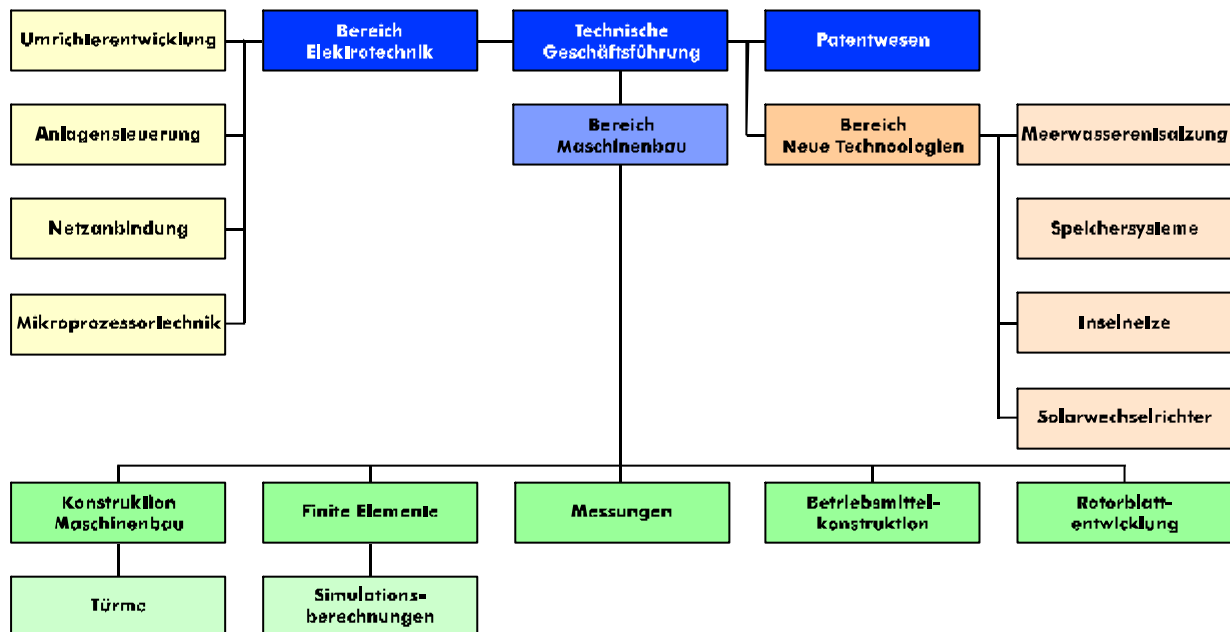 Umrichterentwicklung
Bereich
Elektrotechnik
Technische
Geschäftsführung
Patentwesen
Anlagensteuerung
Bereich
Maschinenbau
Bereich
Neue Technoologien
Meerwasserentsalzung
Netzanbindung
Speichersysteme
Mikroprozessortechnik
Inselnetze
Solarwechselrichter
Konstruktion
Maschinenbau
Finite Elemente
Messungen
Betriebsmittel-
konstruktion
Rotorblatt-
entwicklung
Türme
Simulations-
berechnungen